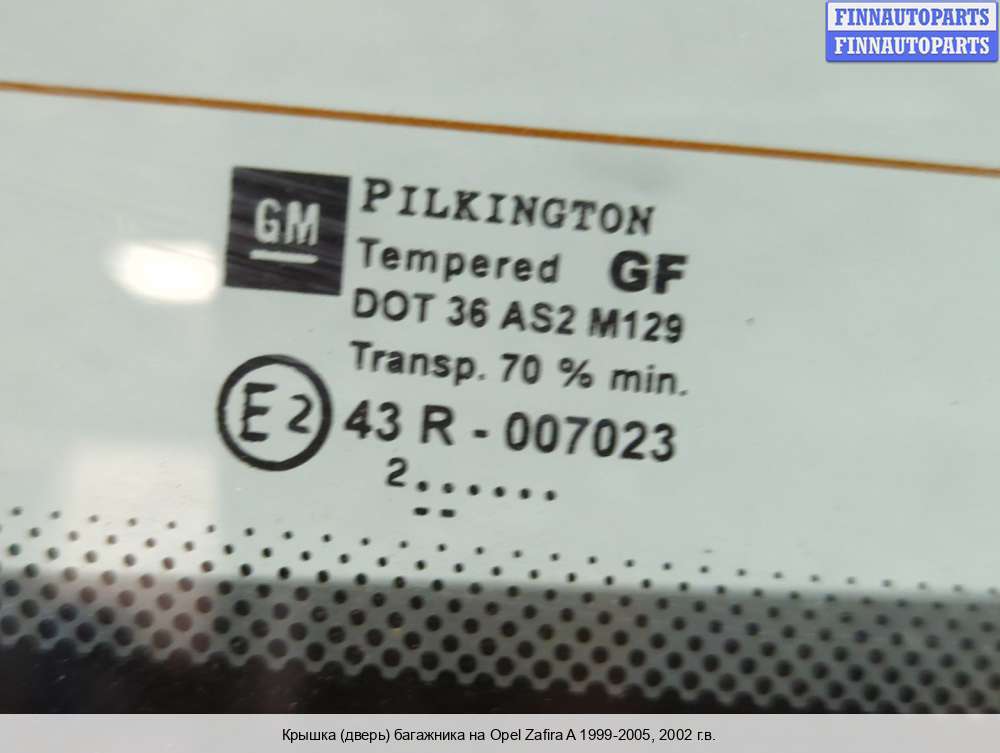 FINNAUTOPARTS
FINNAUTOPARTS
GM
PILKINGTON
Tempered GF
DOT 36 AS2 M129
Transp. 70 % min.
E2 43 R - 007023
2......
--
Крышка (дверь) багажника на Opel Zafira A 1999-2005, 2002 г.в.